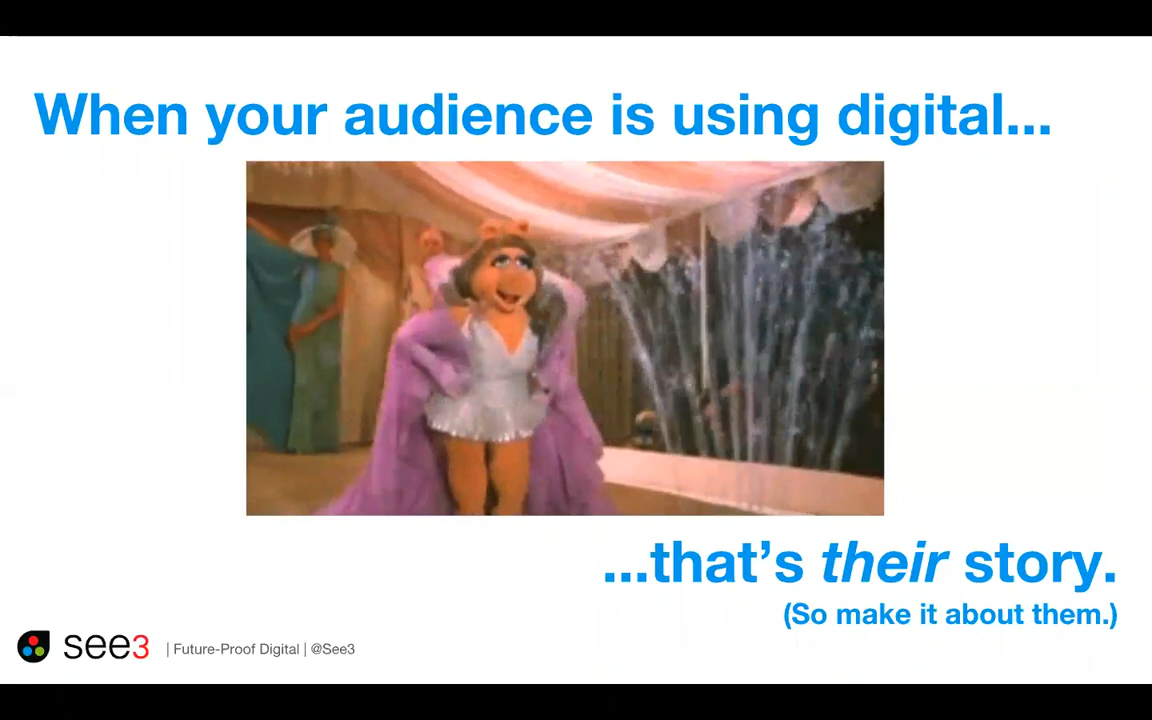 When your audience is using digital...
...that’s their story.
(So make it about them.)
see3 | Future-Proof Digital | @See3